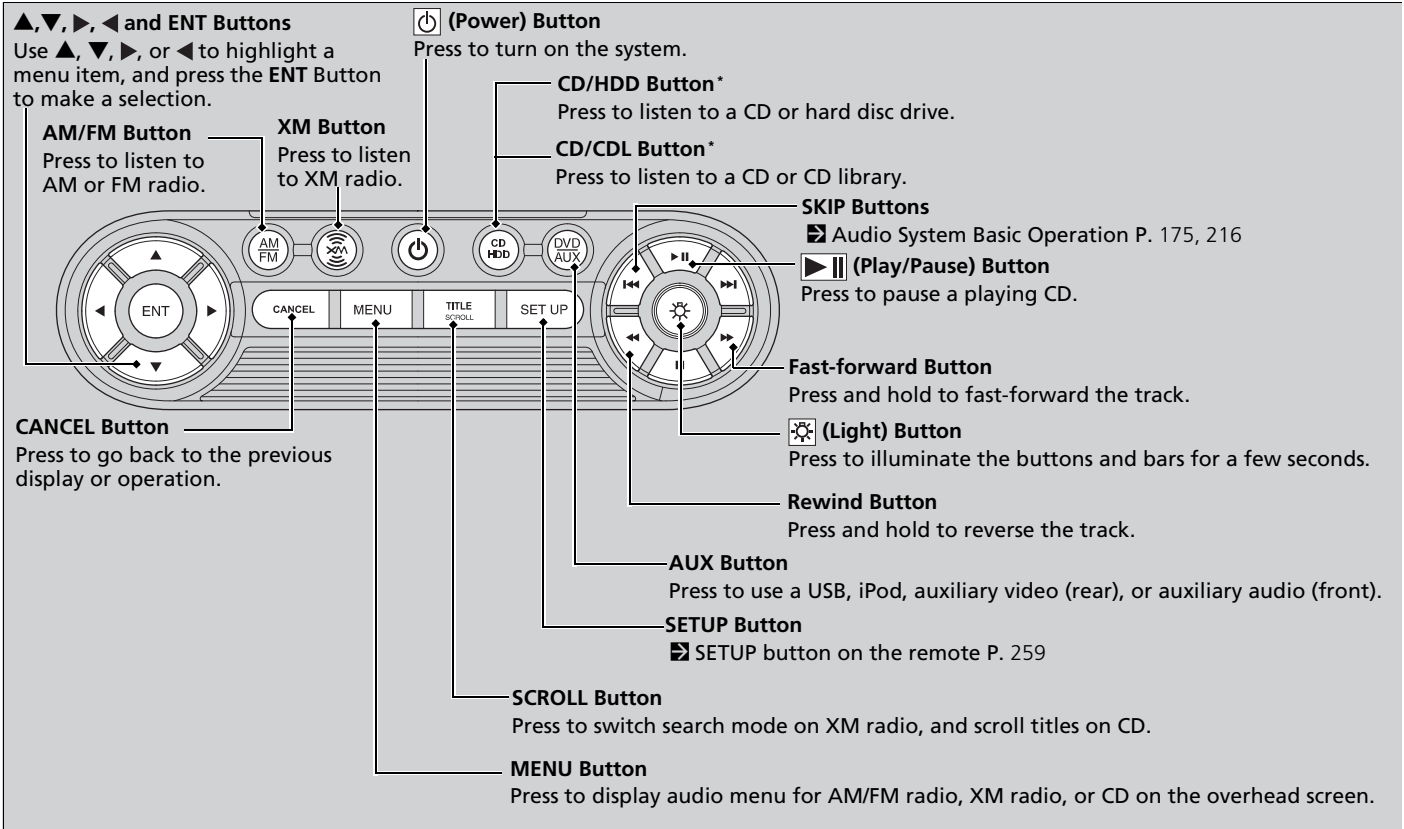 ▲,▼, ▶, ◀ and ENT Buttons
Use ▲, ▼, ▶, or ◀ to highlight a
menu item, and press the ENT Button
to make a selection.
(Power) Button
Press to turn on the system.
CD/HDD Button*
Press to listen to a CD or hard disc drive.
CD/CDL Button*
Press to listen to a CD or CD library.
AM/FM Button
Press to listen to
AM or FM radio.
XM Button
Press to listen
to XM radio.
SKIP Buttons
Audio System Basic Operation P. 175, 216
(Play/Pause) Button
Press to pause a playing CD.
AM
FM
XM
CD
HDD
DVD
AUX
ENT
CANCEL
MENU
TITLE
SCROLL
SET UP
Fast-forward Button
Press and hold to fast-forward the track.
(Light) Button
Press to illuminate the buttons and bars for a few seconds.
CANCEL Button
Press to go back to the previous
display or operation.
Rewind Button
Press and hold to reverse the track.
AUX Button
Press to use a USB, iPod, auxiliary video (rear), or auxiliary audio (front).
SETUP Button
SETUP button on the remote P. 259
SCROLL Button
Press to switch search mode on XM radio, and scroll titles on CD.
MENU Button
Press to display audio menu for AM/FM radio, XM radio, or CD on the overhead screen.